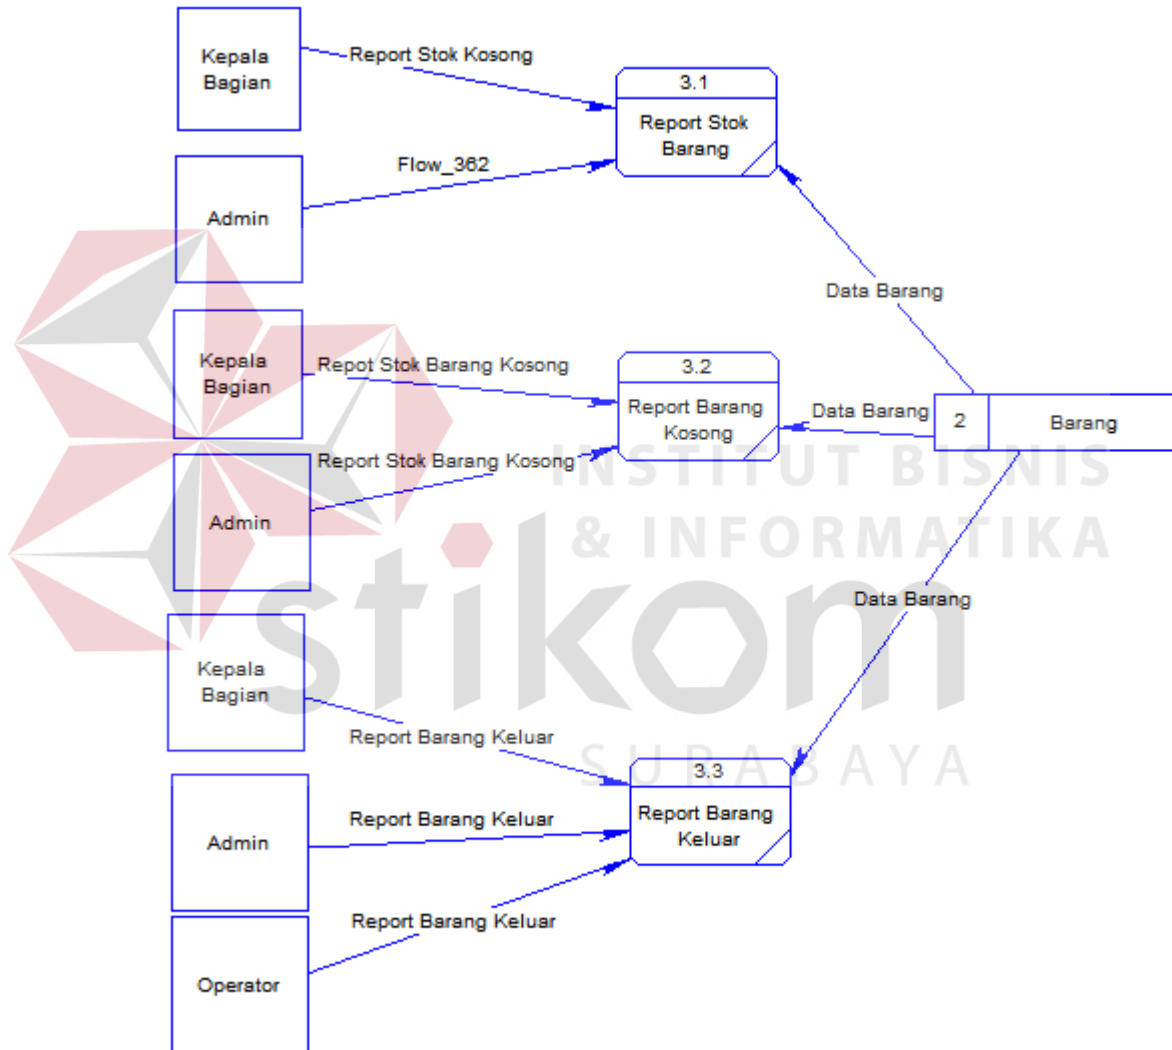 Kepala
Bagian
Report Stok Kosong
3.1
Report Stok
Barang
Flow_362
Admin
Data Barang
Kepala
Bagian
Repot Stok Barang Kosong
3.2
Report Barang
Kosong
Data Barang
2
Barang
Report Stok Barang Kosong
Admin
INSTITUT BISNIS
& INFORMATIKA
stikom
SURABAYA
Data Barang
Kepala
Bagian
Report Barang Keluar
3.3
Report Barang
Keluar
Report Barang Keluar
Admin
Report Barang Keluar
Operator